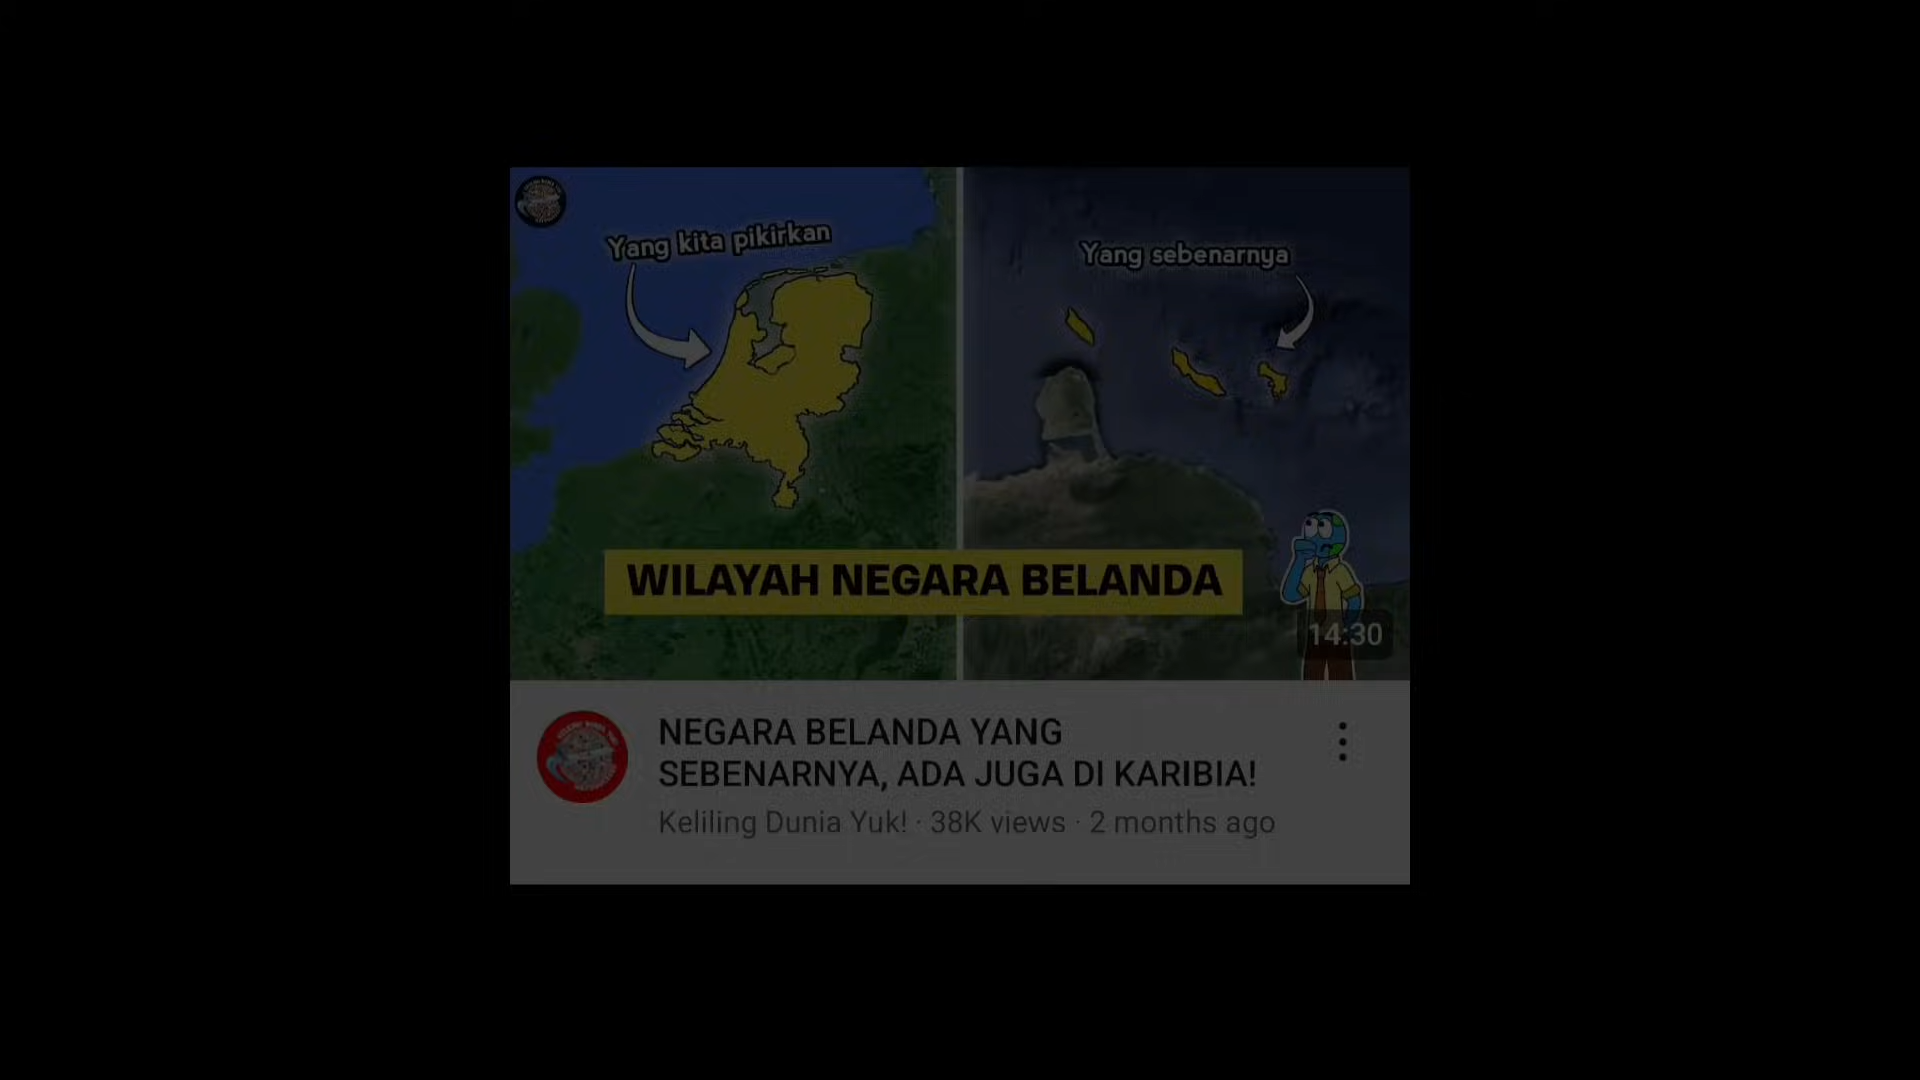 Yang kita pikirkan
Yang sebenarnya
WILAYAH NEGARA BELANDA
14:30
NEGARA BELANDA YANG
SEBENARNYA, ADA JUGA DI KARIBIA!
Keliling Dunia Yuk! · 38K views · 2 months ago